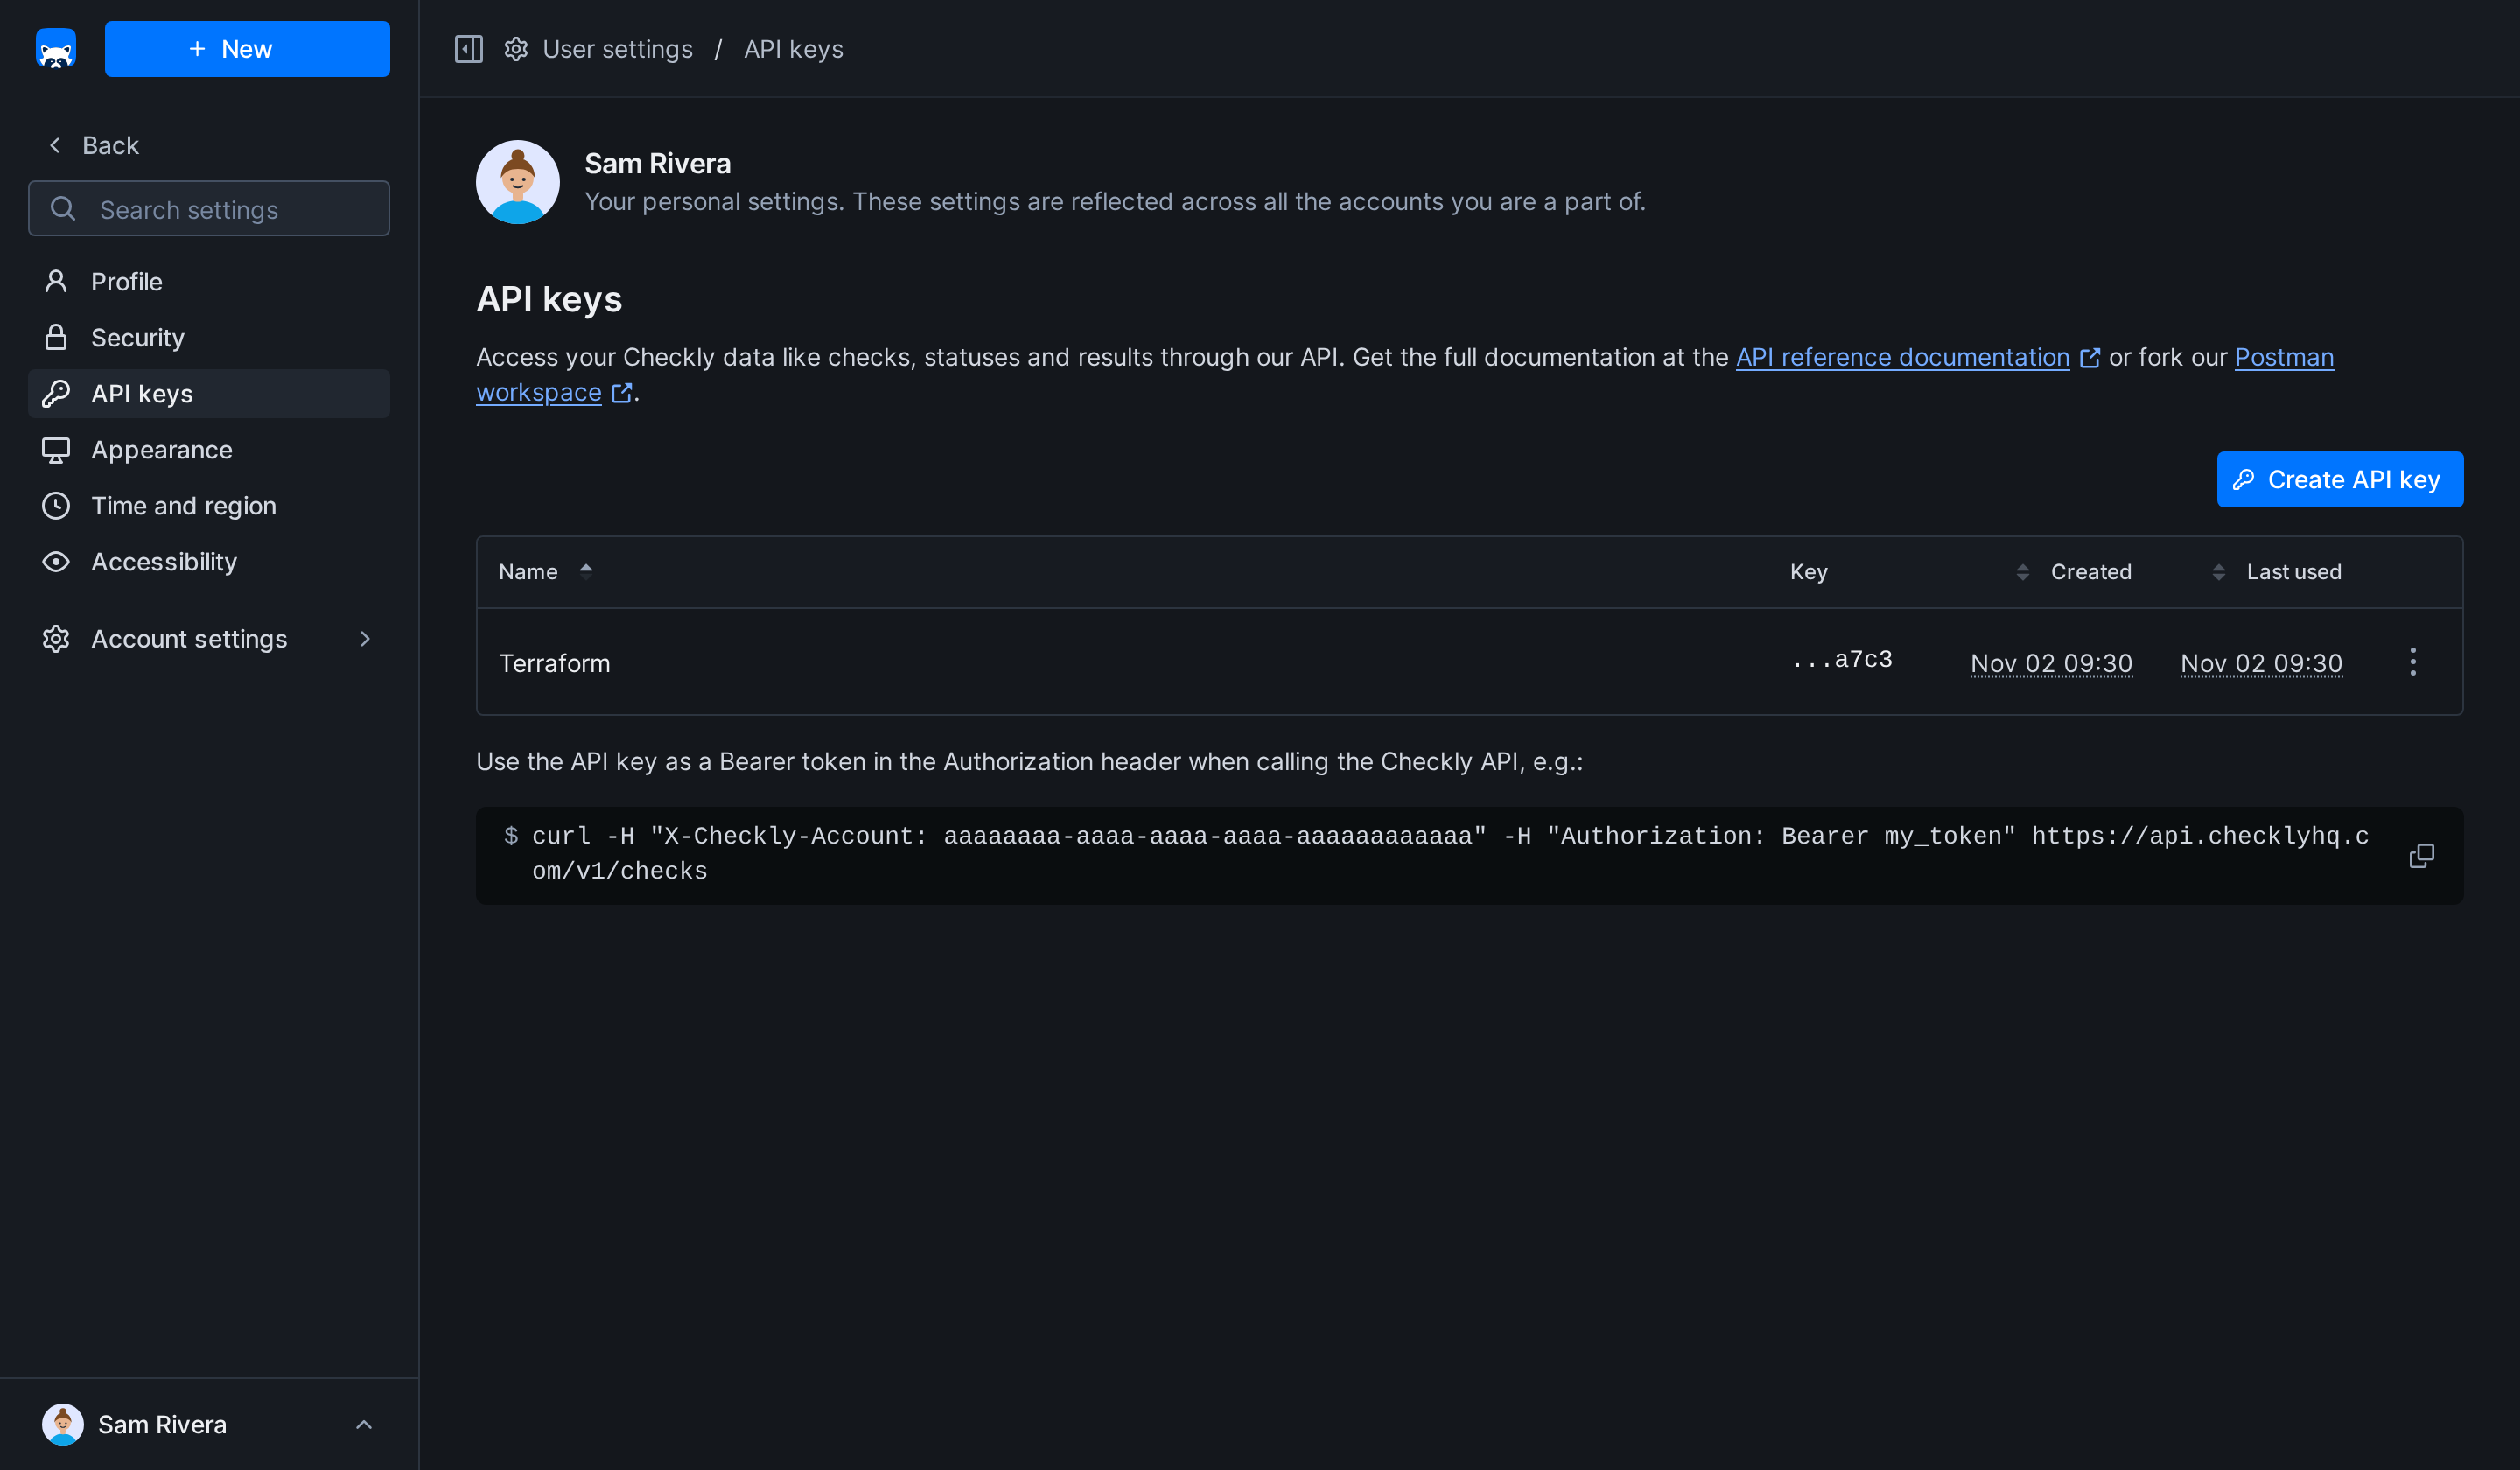 New
User settings / API keys
Back
Search settings
Profile
Security
API keys
Appearance
Time and region
Accessibility
Account settings
Sam Rivera
Sam Rivera
Your personal settings. These settings are reflected across all the accounts you are a part of.
API keys
Access your Checkly data like checks, statuses and results through our API. Get the full documentation at the API reference documentation or fork our Postman
workspace .
Create API key
Name Key Created Last used
Terraform ...a7c3 Nov 02 09:30 Nov 02 09:30
Use the API key as a Bearer token in the Authorization header when calling the Checkly API, e.g.:
$ curl -H "X-Checkly-Account: aaaaaaaa-aaaa-aaaa-aaaa-aaaaaaaaaaaa" -H "Authorization: Bearer my_token" https://api.checklyhq.c
om/v1/checks